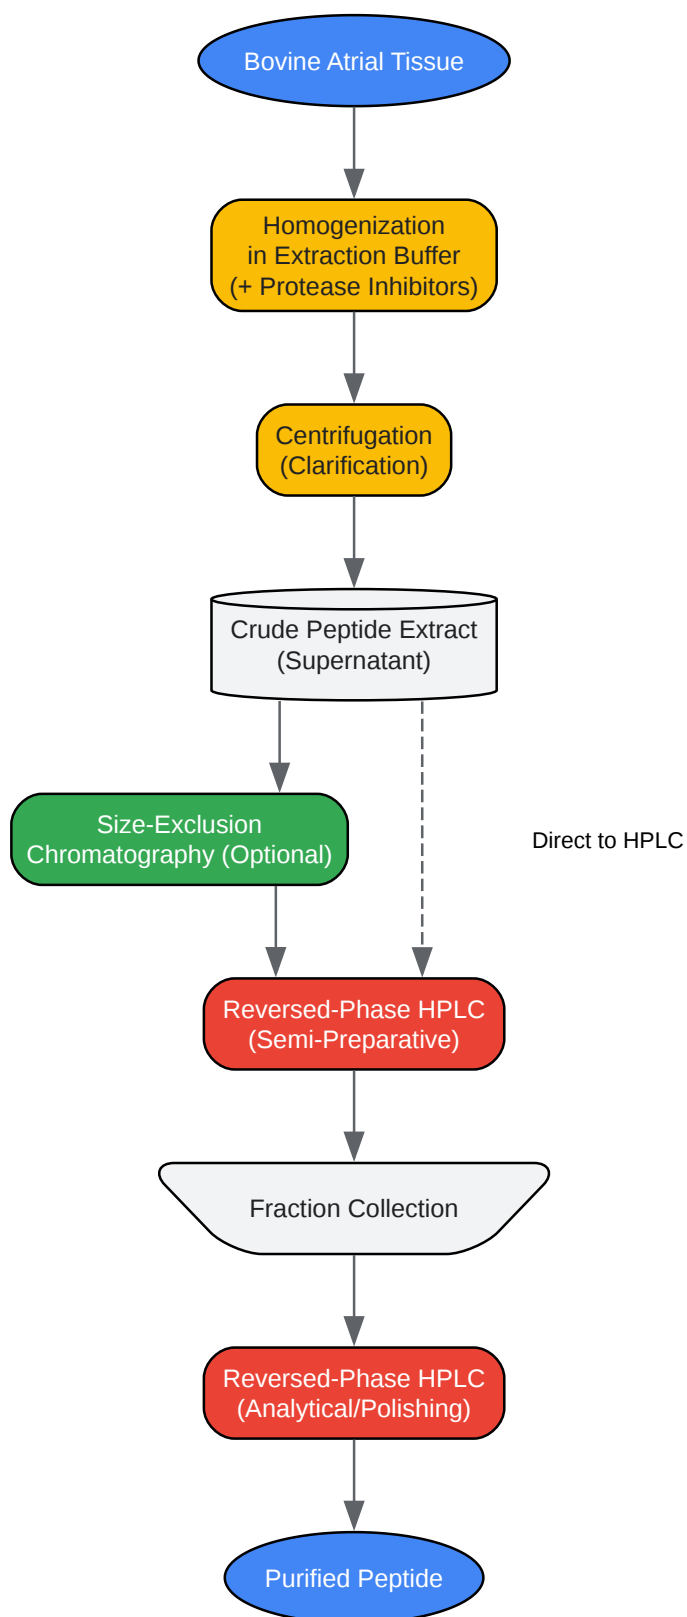 Bovine Atrial Tissue
Homogenization
in Extraction Buffer
(+ Protease Inhibitors)
Centrifugation
(Clarification)
Crude Peptide Extract
(Supernatant)
Size-Exclusion
Chromatography (Optional)
Direct to HPLC
Reversed-Phase HPLC
(Semi-Preparative)
Fraction Collection
Reversed-Phase HPLC
(Analytical/Polishing)
Purified Peptide